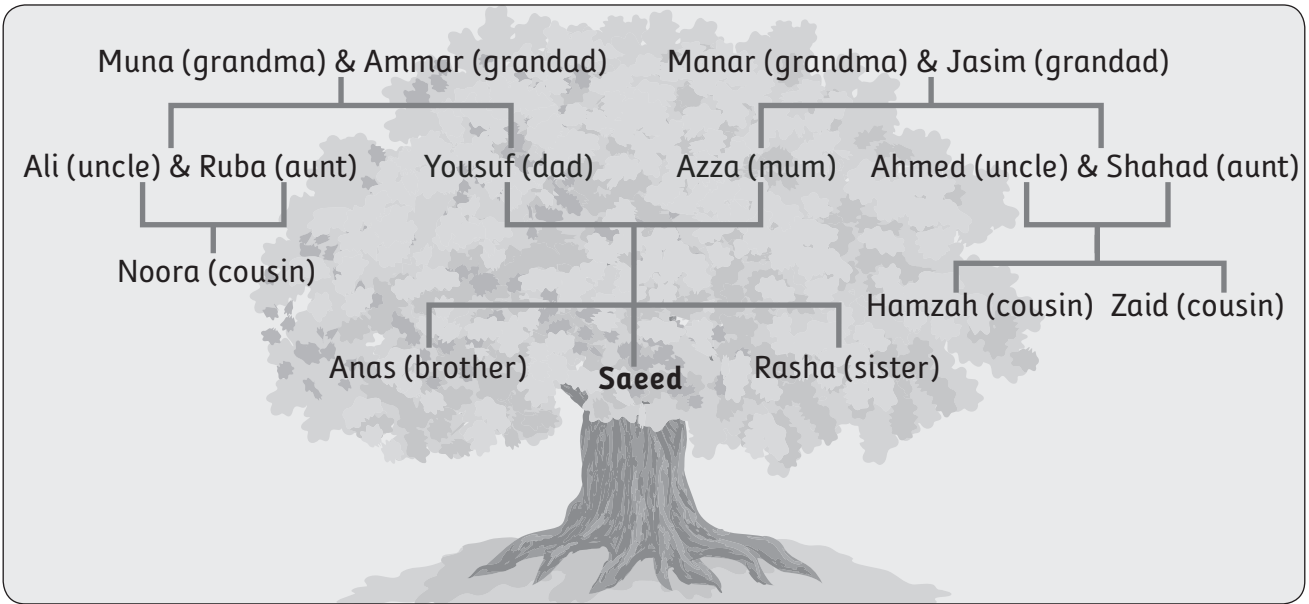 Muna (grandma) & Ammar (grandad) Manar (grandma) & Jasim (grandad)
Ali (uncle) & Ruba (aunt) Yousuf (dad) Azza (mum) Ahmed (uncle) & Shahad (aunt)
Noora (cousin)
Hamzah (cousin) Zaid (cousin)
Anas (brother) Saeed Rasha (sister)